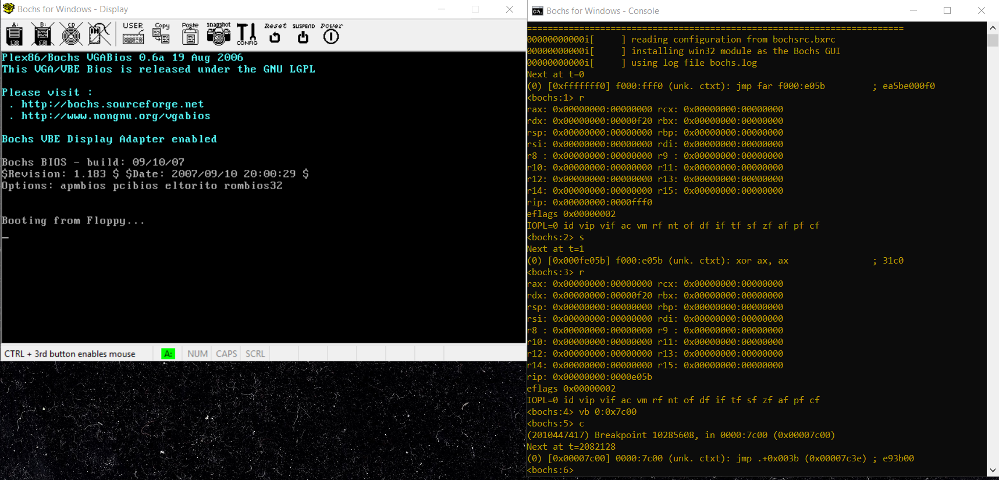 Bochs for Windows - Display
A: B: CD USER Copy Paste snapshot CONFIG Reset SUSPEND Power
Plex86/Bochs VGABios 0.6a 19 Aug 2006
This VGA/VBE Bios is released under the GNU LGPL
Please visit :
. http://bochs.sourceforge.net
. http://www.nongnu.org/vgabios
Bochs VBE Display Adapter enabled
Bochs BIOS - build: 09/10/07
$Revision: 1.183 $ $Date: 2007/09/10 20:00:29 $
Options: apmbios pcibios eltorito rombios32
Booting from Floppy...
_
CTRL + 3rd button enables mouse A: NUM CAPS SCRL
Bochs for Windows - Console
========================================================================
00000000000i[     ] reading configuration from bochsrc.bxrc
00000000000i[     ] installing win32 module as the Bochs GUI
00000000000i[     ] using log file bochs.log
Next at t=0
(0) [0xfffffff0] f000:fff0 (unk. ctxt): jmp far f000:e05b         ; ea5be000f0
<bochs:1> r
rax: 0x00000000:00000000 rcx: 0x00000000:00000000
rdx: 0x00000000:00000f20 rbx: 0x00000000:00000000
rsp: 0x00000000:00000000 rbp: 0x00000000:00000000
rsi: 0x00000000:00000000 rdi: 0x00000000:00000000
r8 : 0x00000000:00000000 r9 : 0x00000000:00000000
r10: 0x00000000:00000000 r11: 0x00000000:00000000
r12: 0x00000000:00000000 r13: 0x00000000:00000000
r14: 0x00000000:00000000 r15: 0x00000000:00000000
rip: 0x00000000:0000fff0
eflags 0x00000002
IOPL=0 id vip vif ac vm rf nt of df if tf sf zf af pf cf
<bochs:2> s
Next at t=1
(0) [0x000fe05b] f000:e05b (unk. ctxt): xor ax, ax                ; 31c0
<bochs:3> r
rax: 0x00000000:00000000 rcx: 0x00000000:00000000
rdx: 0x00000000:00000f20 rbx: 0x00000000:00000000
rsp: 0x00000000:00000000 rbp: 0x00000000:00000000
rsi: 0x00000000:00000000 rdi: 0x00000000:00000000
r8 : 0x00000000:00000000 r9 : 0x00000000:00000000
r10: 0x00000000:00000000 r11: 0x00000000:00000000
r12: 0x00000000:00000000 r13: 0x00000000:00000000
r14: 0x00000000:00000000 r15: 0x00000000:00000000
rip: 0x00000000:0000e05b
eflags 0x00000002
IOPL=0 id vip vif ac vm rf nt of df if tf sf zf af pf cf
<bochs:4> vb 0:0x7c00
<bochs:5> c
(2010447417) Breakpoint 10285608, in 0000:7c00 (0x00007c00)
Next at t=2082128
(0) [0x00007c00] 0000:7c00 (unk. ctxt): jmp .+0x003b (0x00007c3e) ; e93b00
<bochs:6>